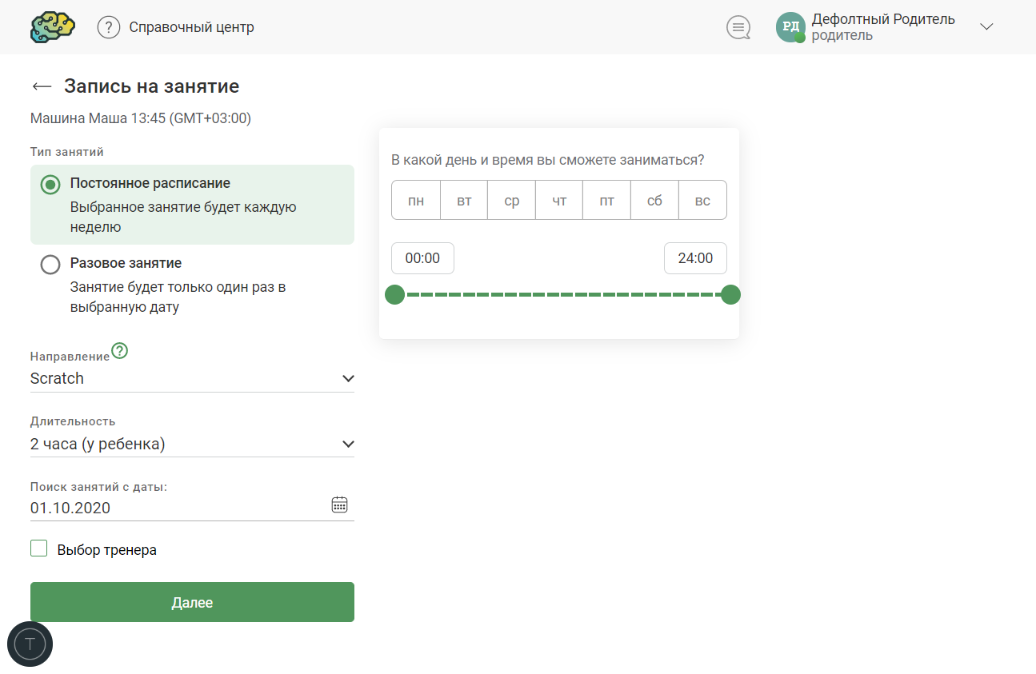 ? Справочный центр
РД Дефолтный Родитель
родитель
Запись на занятие
Машина Маша 13:45 (GMT+03:00)
Тип занятий
Постоянное расписание
Выбранное занятие будет каждую
неделю
Разовое занятие
Занятие будет только один раз в
выбранную дату
Направление ?
Scratch
Длительность
2 часа (у ребенка)
Поиск занятий с даты:
01.10.2020
Выбор тренера
Далее
T
В какой день и время вы сможете заниматься?
пн вт ср чт пт сб вс
00:00 24:00